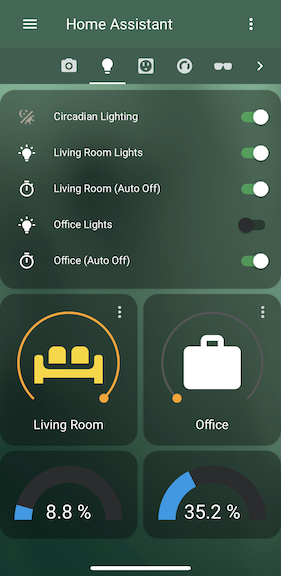 Home Assistant
Circadian Lighting
Living Room Lights
Living Room (Auto Off)
Office Lights
Office (Auto Off)
Living Room
Office
8.8 %
35.2 %